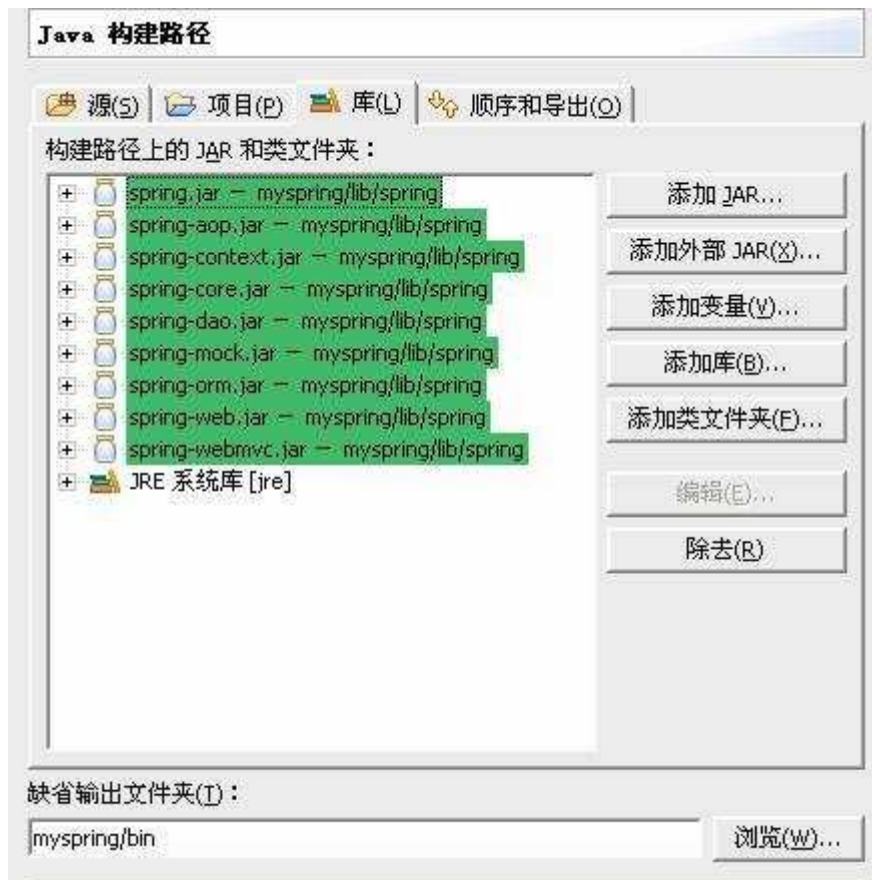 Java 构建路径
源(S) 项目(P) 库(L) 顺序和导出(O)
构建路径上的 JAR 和类文件夹：
spring.jar － myspring/lib/spring
spring-aop.jar － myspring/lib/spring
spring-context.jar － myspring/lib/spring
spring-core.jar － myspring/lib/spring
spring-dao.jar － myspring/lib/spring
spring-mock.jar － myspring/lib/spring
spring-orm.jar － myspring/lib/spring
spring-web.jar － myspring/lib/spring
spring-webmvc.jar － myspring/lib/spring
JRE 系统库 [jre]
添加 JAR...
添加外部 JAR(X)...
添加变量(V)...
添加库(B)...
添加类文件夹(F)...
编辑(E)...
除去(R)
缺省输出文件夹(T)：
myspring/bin
浏览(W)...